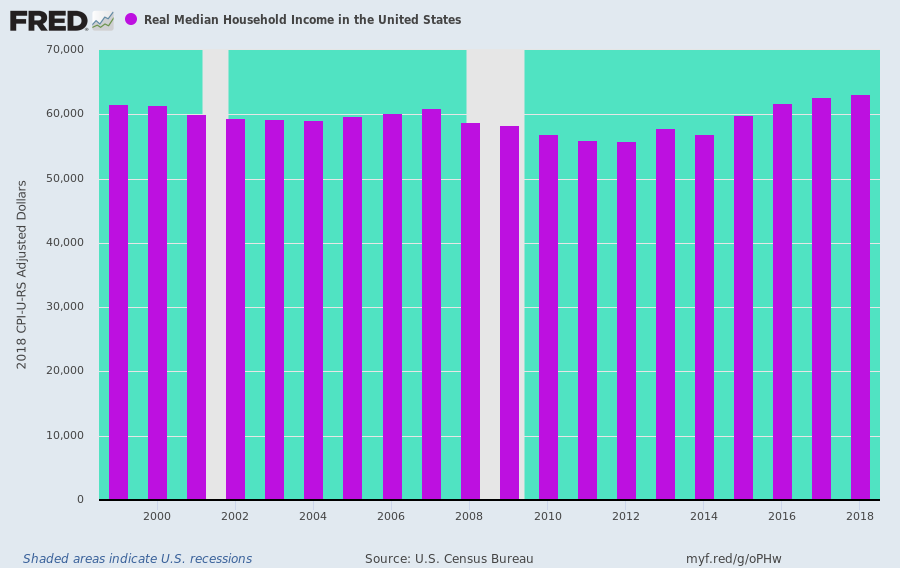 FRED
Real Median Household Income in the United States
2018 CPI-U-RS Adjusted Dollars
70,000
60,000
50,000
40,000
30,000
20,000
10,000
0
2000 2002 2004 2006 2008 2010 2012 2014 2016 2018
Shaded areas indicate U.S. recessions Source: U.S. Census Bureau myf.red/g/oPHw